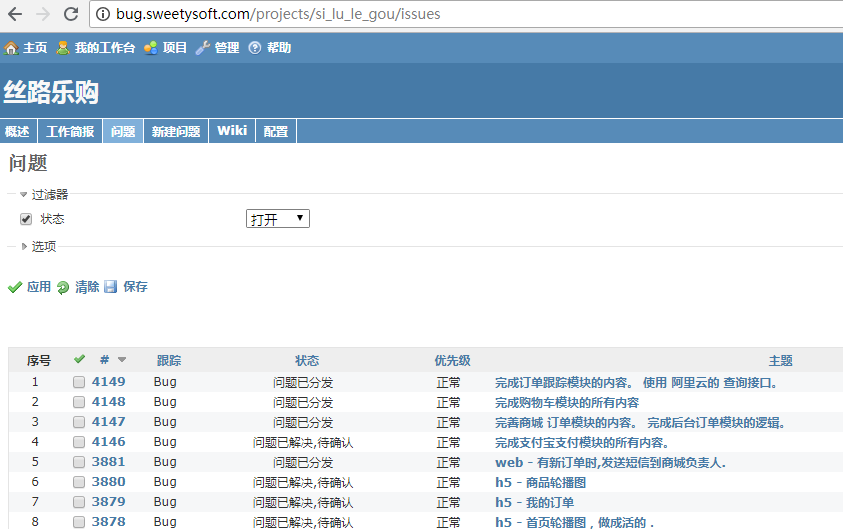 bug.sweetysoft.com/projects/si_lu_le_gou/issues
主页 我的工作台 项目 管理 帮助
丝路乐购
概述 工作简报 问题 新建问题 Wiki 配置
问题
过滤器
状态 打开
选项
应用 清除 保存
序号 # 跟踪 状态 优先级 主题
1 4149 Bug 问题已分发 正常 完成订单跟踪模块的内容。 使用 阿里云的 查询接口。
2 4148 Bug 问题已分发 正常 完成购物车模块的所有内容
3 4147 Bug 问题已分发 正常 完善商城 订单模块的内容。 完成后台订单模块的逻辑。
4 4146 Bug 问题已解决,待确认 正常 完成支付宝支付模块的所有内容。
5 3881 Bug 问题已分发 正常 web - 有新订单时,发送短信到商城负责人.
6 3880 Bug 问题已解决,待确认 正常 h5 - 商品轮播图
7 3879 Bug 问题已解决,待确认 正常 h5 - 我的订单
8 3878 Bug 问题已解决,待确认 正常 h5 - 首页轮播图，做成活的．